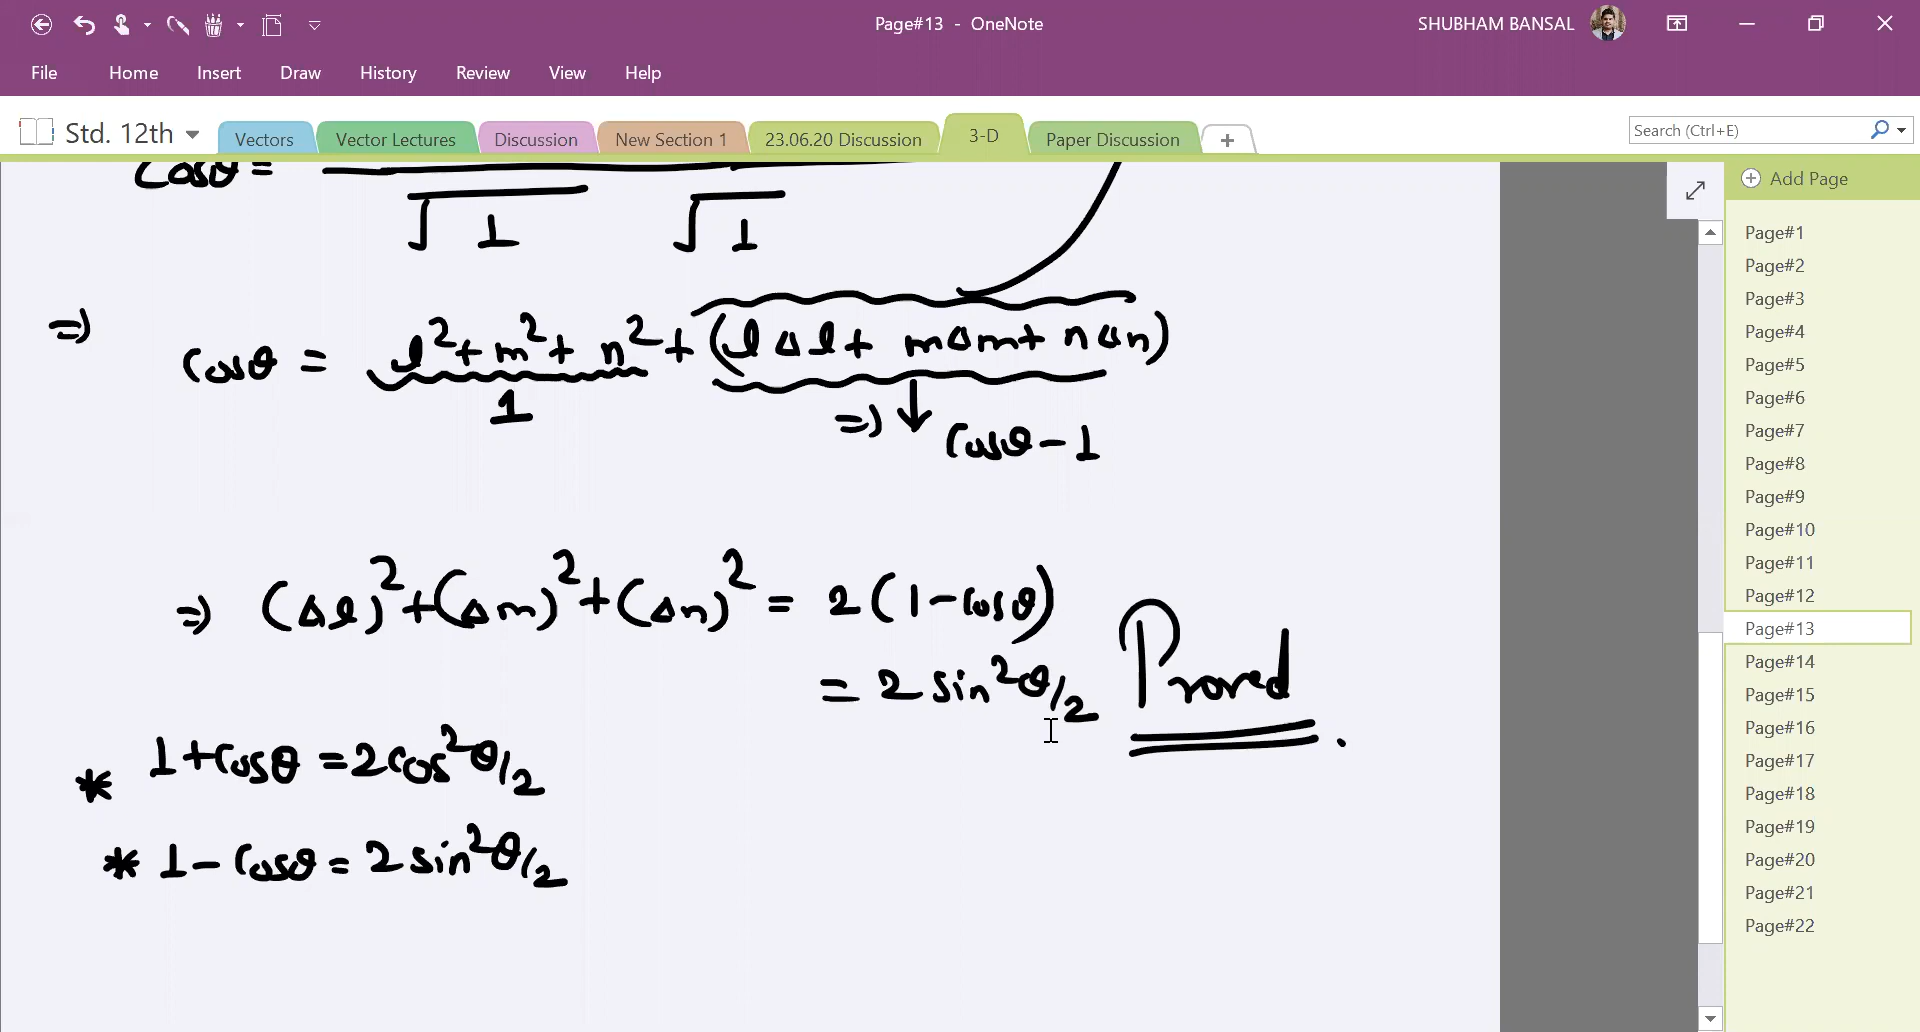 Page#13 - OneNote
SHUBHAM BANSAL
File Home Insert Draw History Review View Help
Std. 12th
Vectors
Vector Lectures
Discussion
New Section 1
23.06.20 Discussion
3-D
Paper Discussion
+
Search (Ctrl+E)
Add Page
Page#1
Page#2
Page#3
Page#4
Page#5
Page#6
Page#7
Page#8
Page#9
Page#10
Page#11
Page#12
Page#13
Page#14
Page#15
Page#16
Page#17
Page#18
Page#19
Page#20
Page#21
Page#22
Cosθ =
√1 √1
=> Cosθ = l²+m²+n²+(lΔl+mΔm+nΔn)
1 => ↓ Cosθ-1
=> (Δl)²+(Δm)²+(Δn)² = 2(1-cosθ)
= 2 sin²θ/2 Proved.
* 1+Cosθ = 2Cos²θ/2
* 1-Cosθ = 2 sin²θ/2